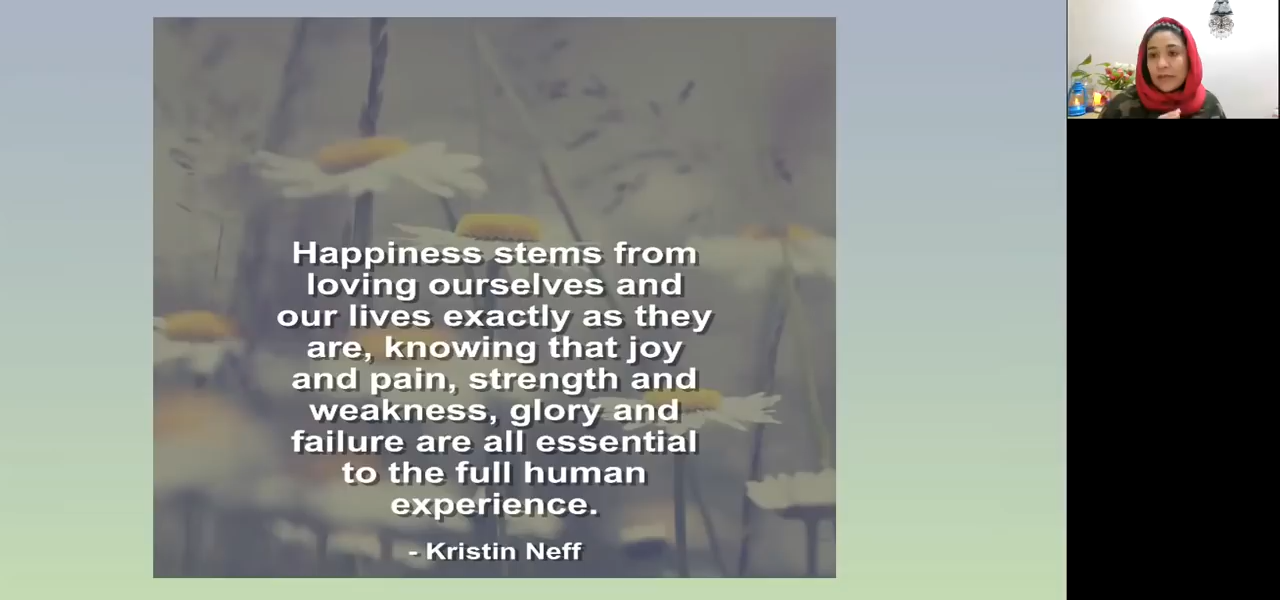 Happiness stems from
loving ourselves and
our lives exactly as they
are, knowing that joy
and pain, strength and
weakness, glory and
failure are all essential
to the full human
experience.
- Kristin Neff